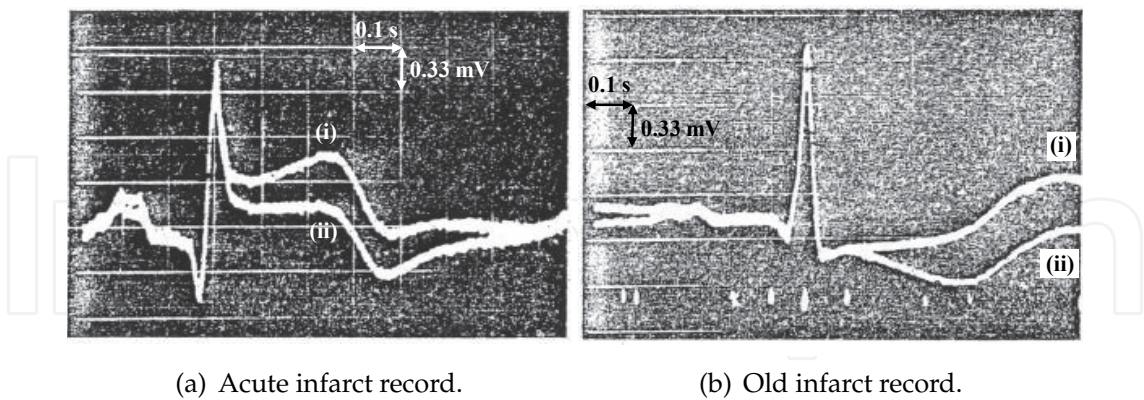 0.1 s
0.33 mV
(i)
(ii)
0.1 s
0.33 mV
(i)
(ii)
(a) Acute infarct record.
(b) Old infarct record.